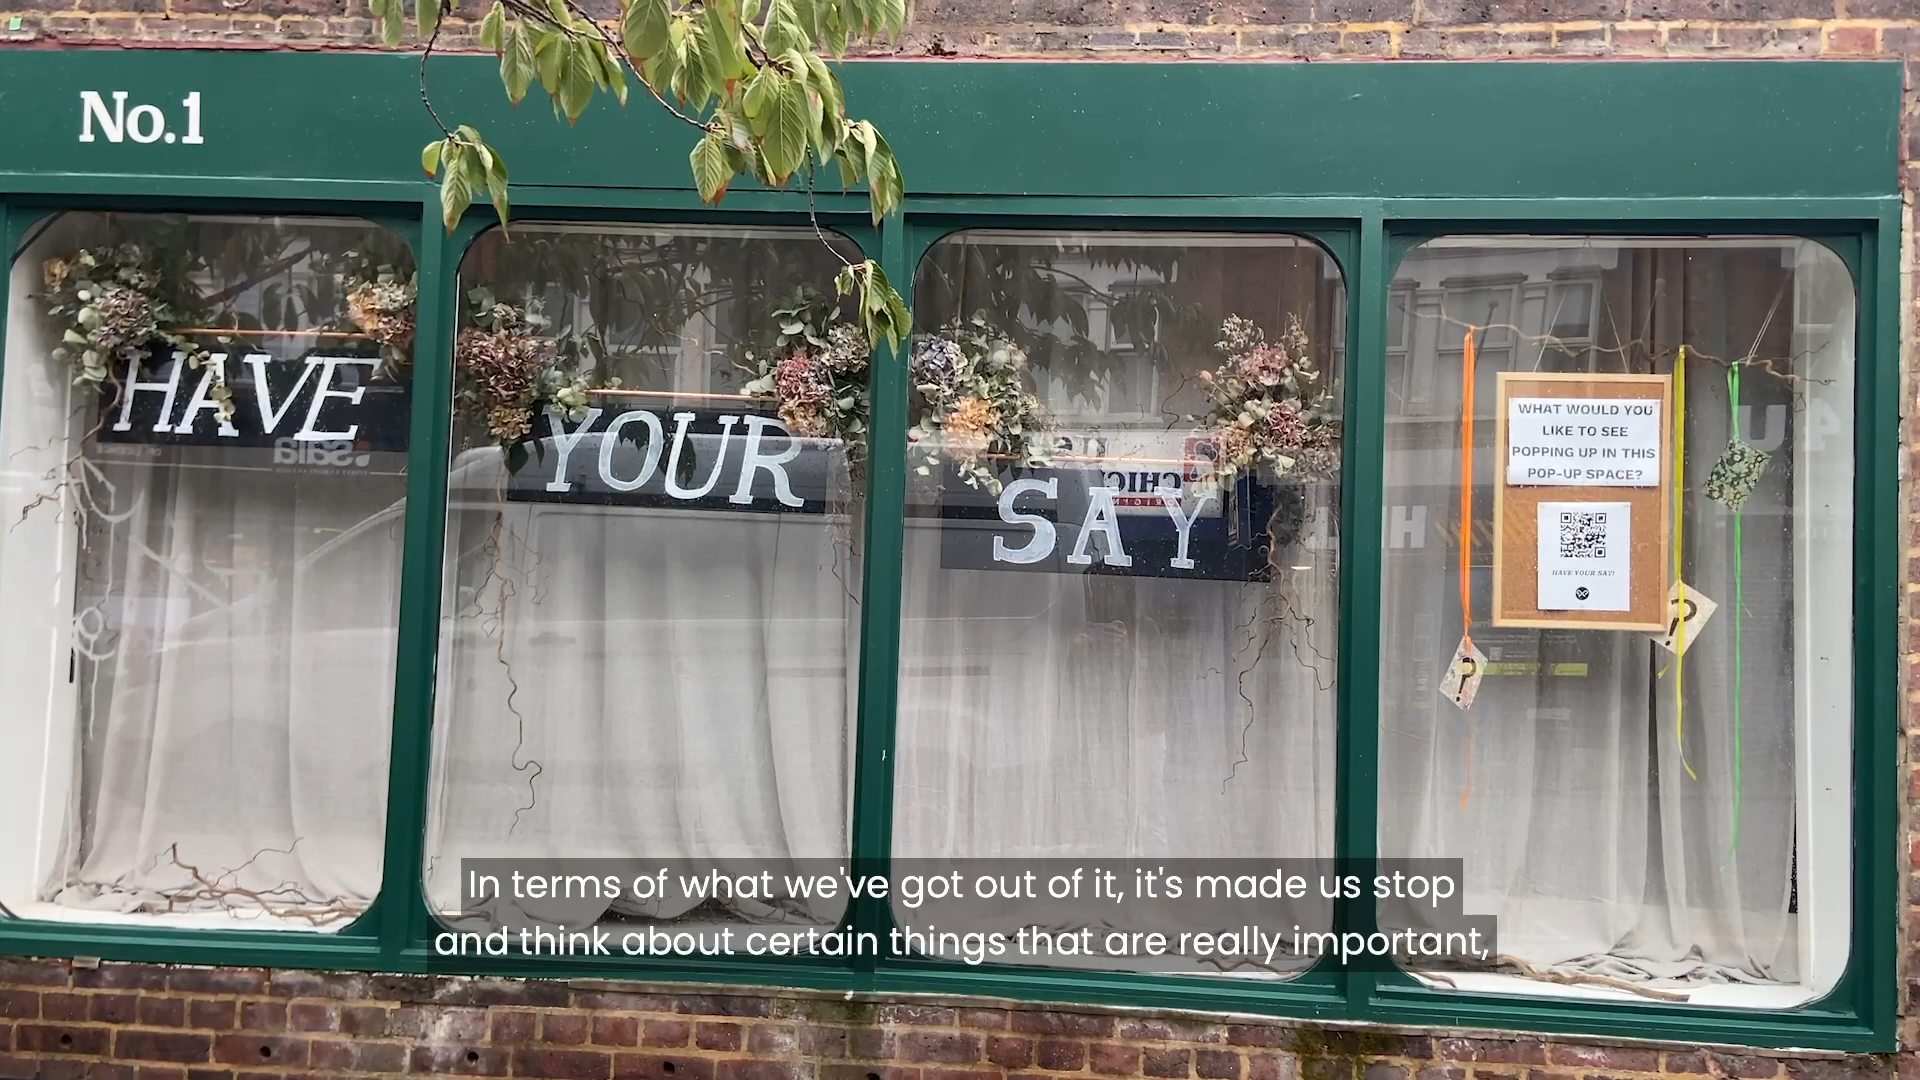 No.1
HAVE
YOUR
SAY
WHAT WOULD YOU
LIKE TO SEE
POPPING UP IN THIS
POP-UP SPACE?
HAVE YOUR SAY!
?
?
In terms of what we've got out of it, it's made us stop
and think about certain things that are really important,